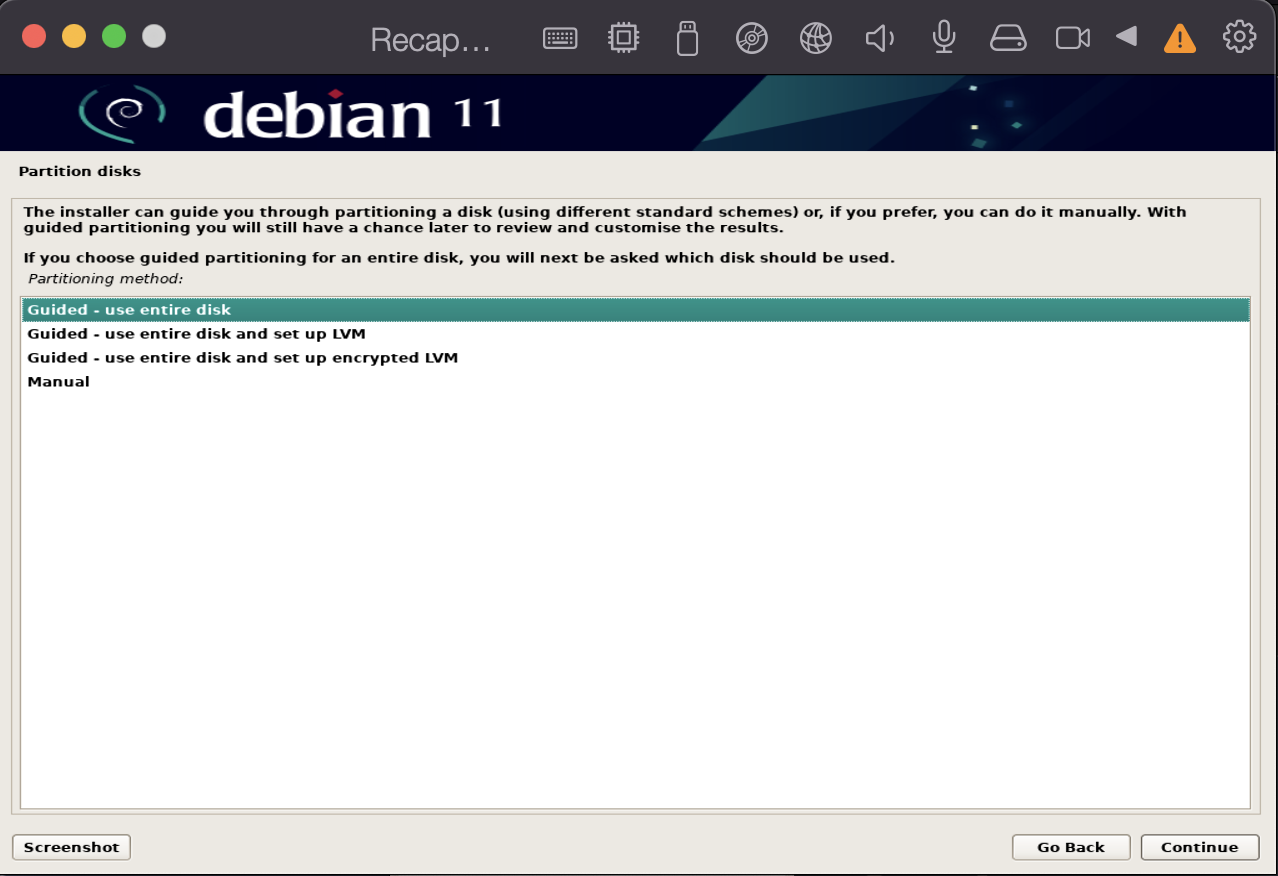 Recap...
debian 11
Partition disks
The installer can guide you through partitioning a disk (using different standard schemes) or, if you prefer, you can do it manually. With
guided partitioning you will still have a chance later to review and customise the results.
If you choose guided partitioning for an entire disk, you will next be asked which disk should be used.
Partitioning method:
Guided - use entire disk
Guided - use entire disk and set up LVM
Guided - use entire disk and set up encrypted LVM
Manual
Screenshot
Go Back
Continue